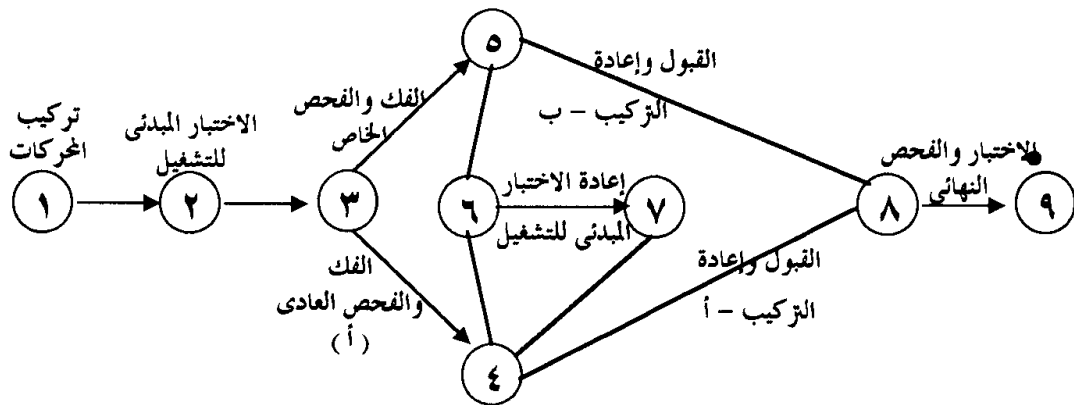 ٥
القبول وإعادة
التركيب – ب
الفك والفحص
الخاص
تركيب
المحركات
الاختبار المبدئى
للتشغيل
الاختبار والفحص
النهائى
إعادة الاختبار
المبدئى للتشغيل
١
٢
٣
٦
٧
٨
٩
القبول وإعادة
التركيب – أ
الفك
والفحص العادى
( أ )
٤